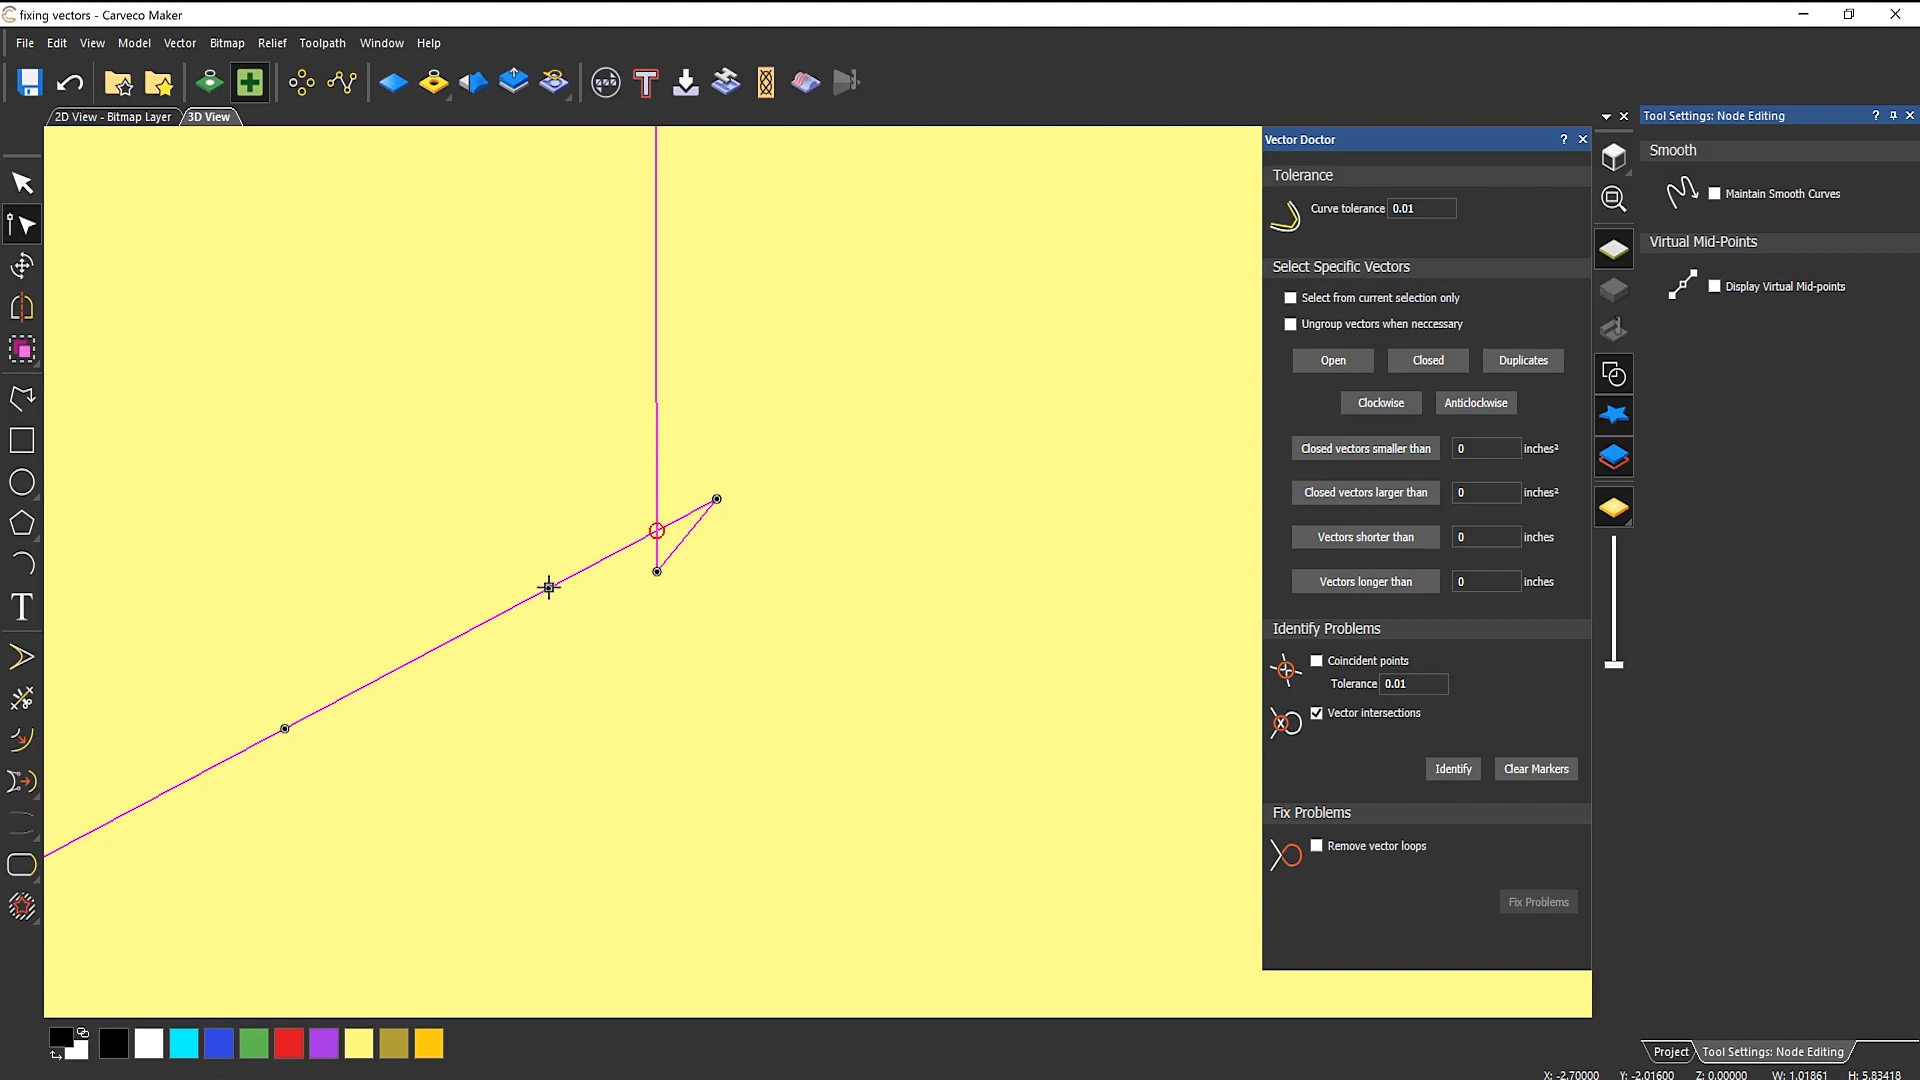 fixing vectors - Carveco Maker
File Edit View Model Vector Bitmap Relief Toolpath Window Help
2D View - Bitmap Layer 3D View
Vector Doctor ?
Tolerance
Curve tolerance 0.01
Select Specific Vectors
Select from current selection only
Ungroup vectors when neccessary
Open Closed Duplicates
Clockwise Anticlockwise
Closed vectors smaller than 0 inches²
Closed vectors larger than 0 inches²
Vectors shorter than 0 inches
Vectors longer than 0 inches
Identify Problems
Coincident points
Tolerance 0.01
Vector intersections
Identify Clear Markers
Fix Problems
Remove vector loops
Fix Problems
Tool Settings: Node Editing ?
Smooth
Maintain Smooth Curves
Virtual Mid-Points
Display Virtual Mid-points
Project Tool Settings: Node Editing
X: -2.70000 Y: -2.01600 Z: 0.00000 W: 1.01861 H: 5.83418